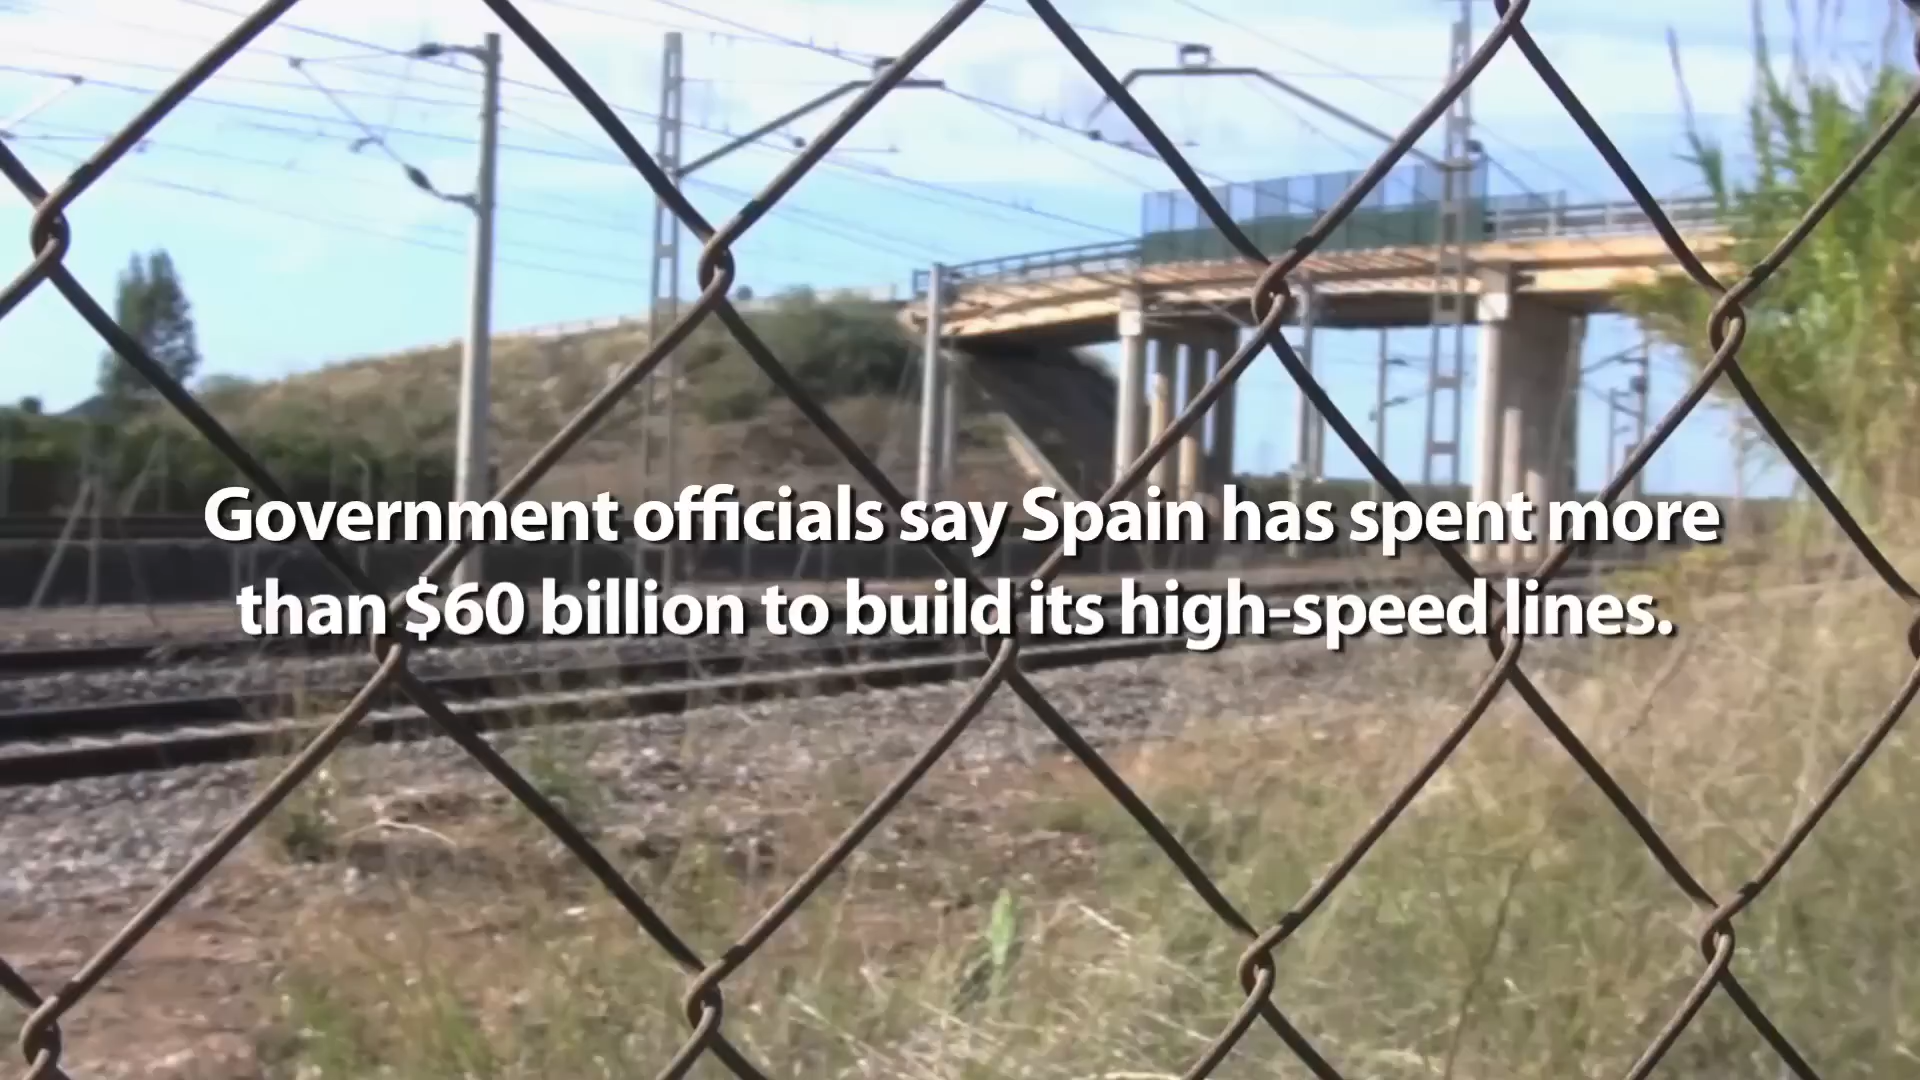 Government officials say Spain has spent more
than $60 billion to build its high-speed lines.